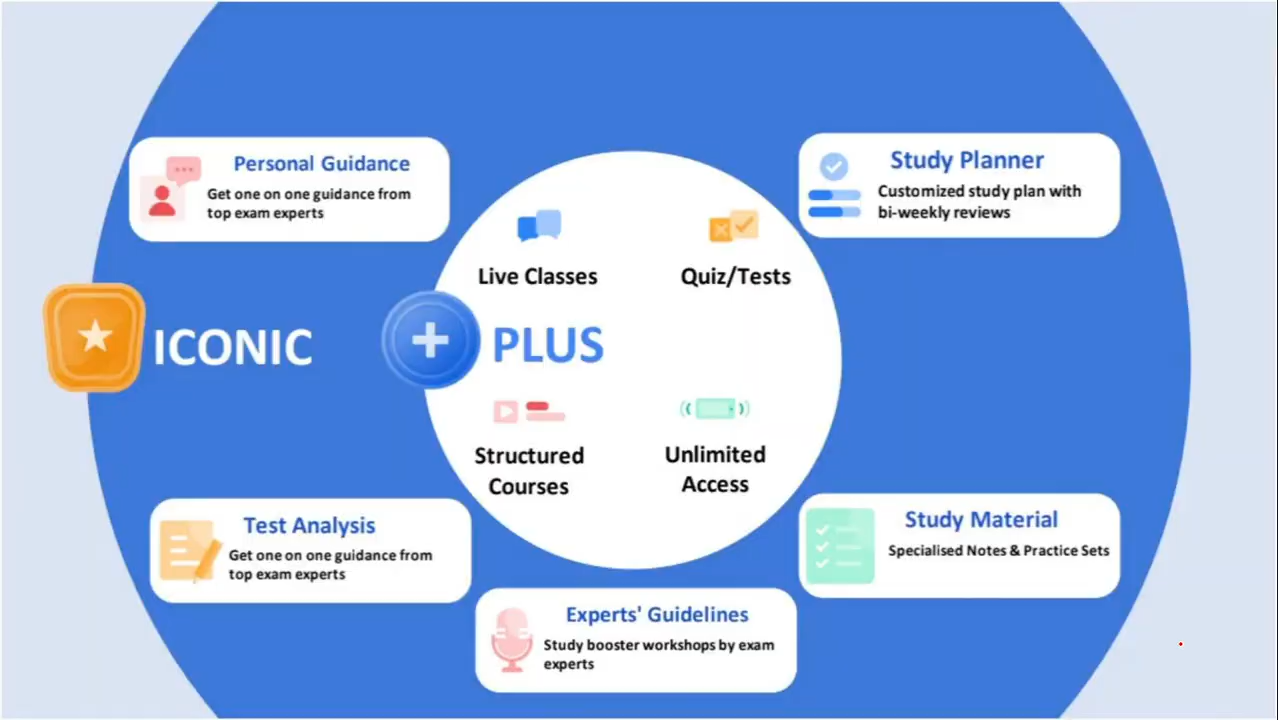 Personal Guidance
Get one on one guidance from
top exam experts
Study Planner
Customized study plan with
bi-weekly reviews
Live Classes
Quiz/Tests
ICONIC
PLUS
Structured
Courses
Unlimited
Access
Test Analysis
Get one on one guidance from
top exam experts
Study Material
Specialised Notes & Practice Sets
Experts' Guidelines
Study booster workshops by exam
experts